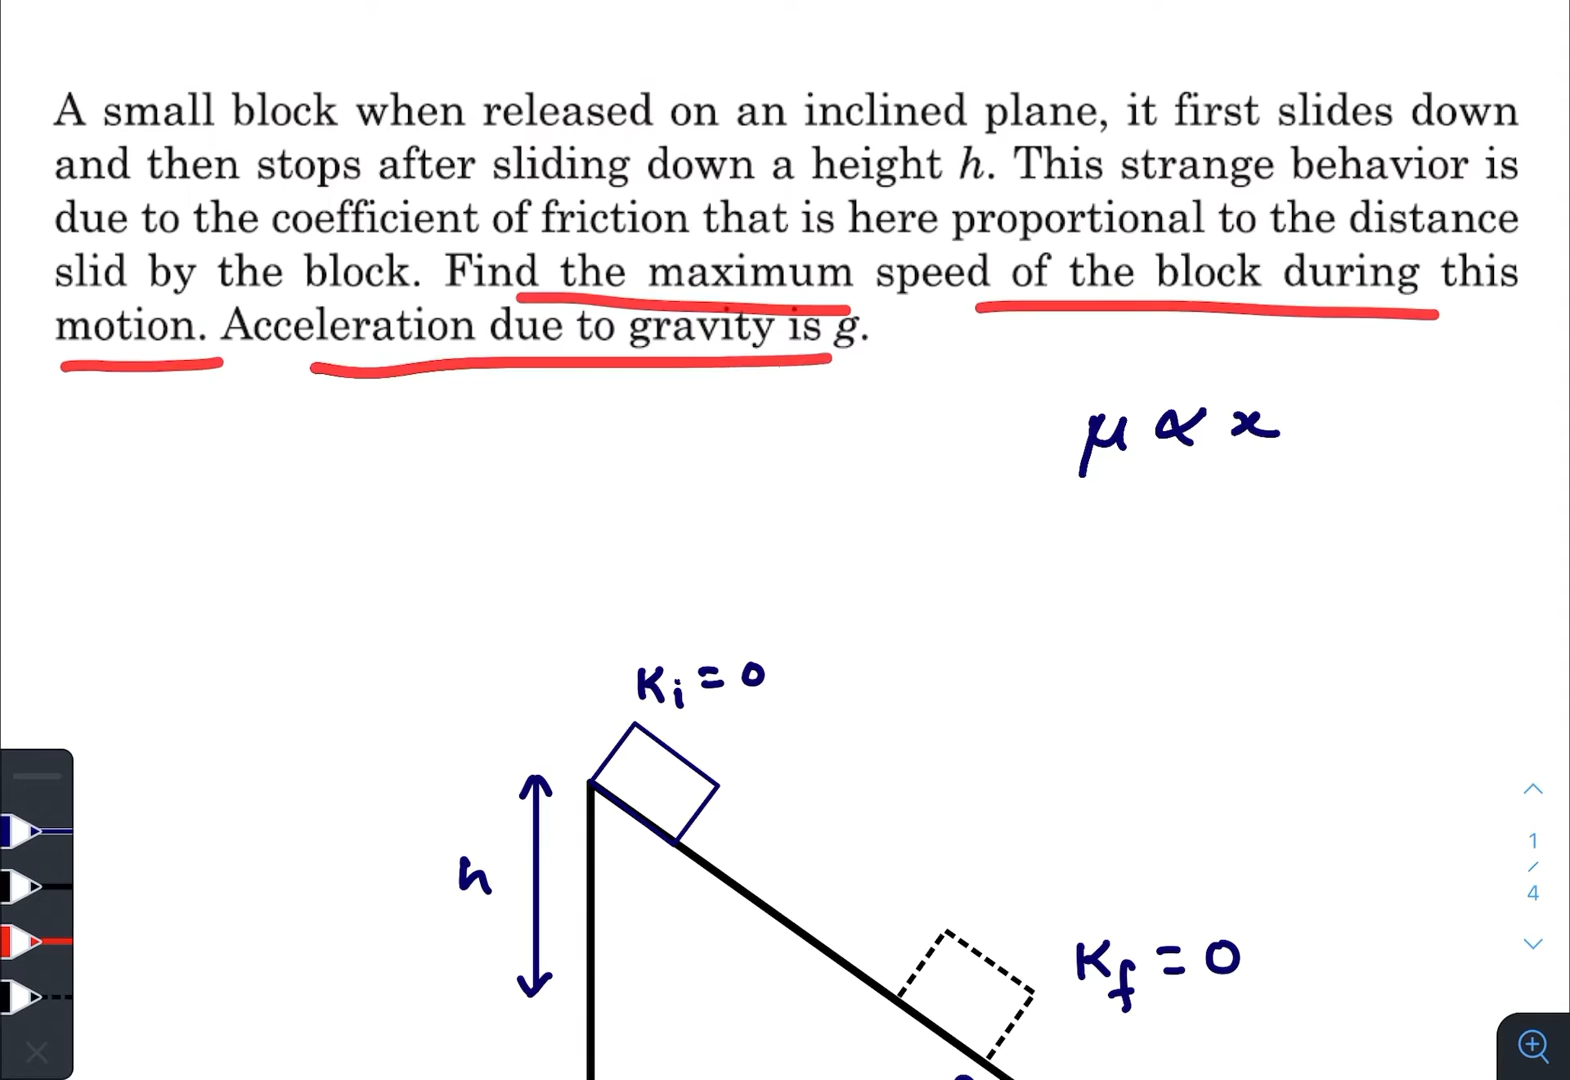 A small block when released on an inclined plane, it first slides down
and then stops after sliding down a height h. This strange behavior is
due to the coefficient of friction that is here proportional to the distance
slid by the block. Find the maximum speed of the block during this
motion. Acceleration due to gravity is g.
μ ∝ x
Ki = 0
h
Kf = 0
1
/
4